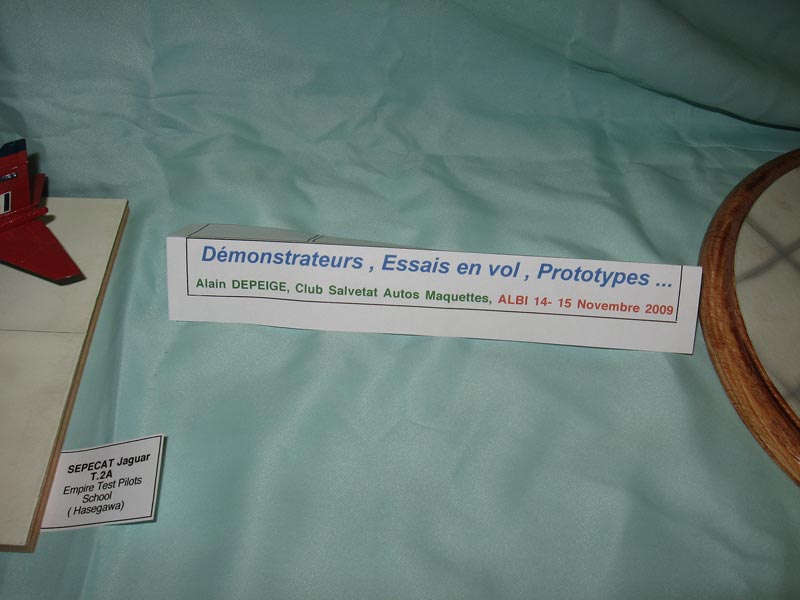 Démonstrateurs , Essais en vol , Prototypes ...
Alain DEPEIGE, Club Salvetat Autos Maquettes, ALBI 14- 15 Novembre 2009
SEPECAT Jaguar
T.2A
Empire Test Pilots
School
( Hasegawa)